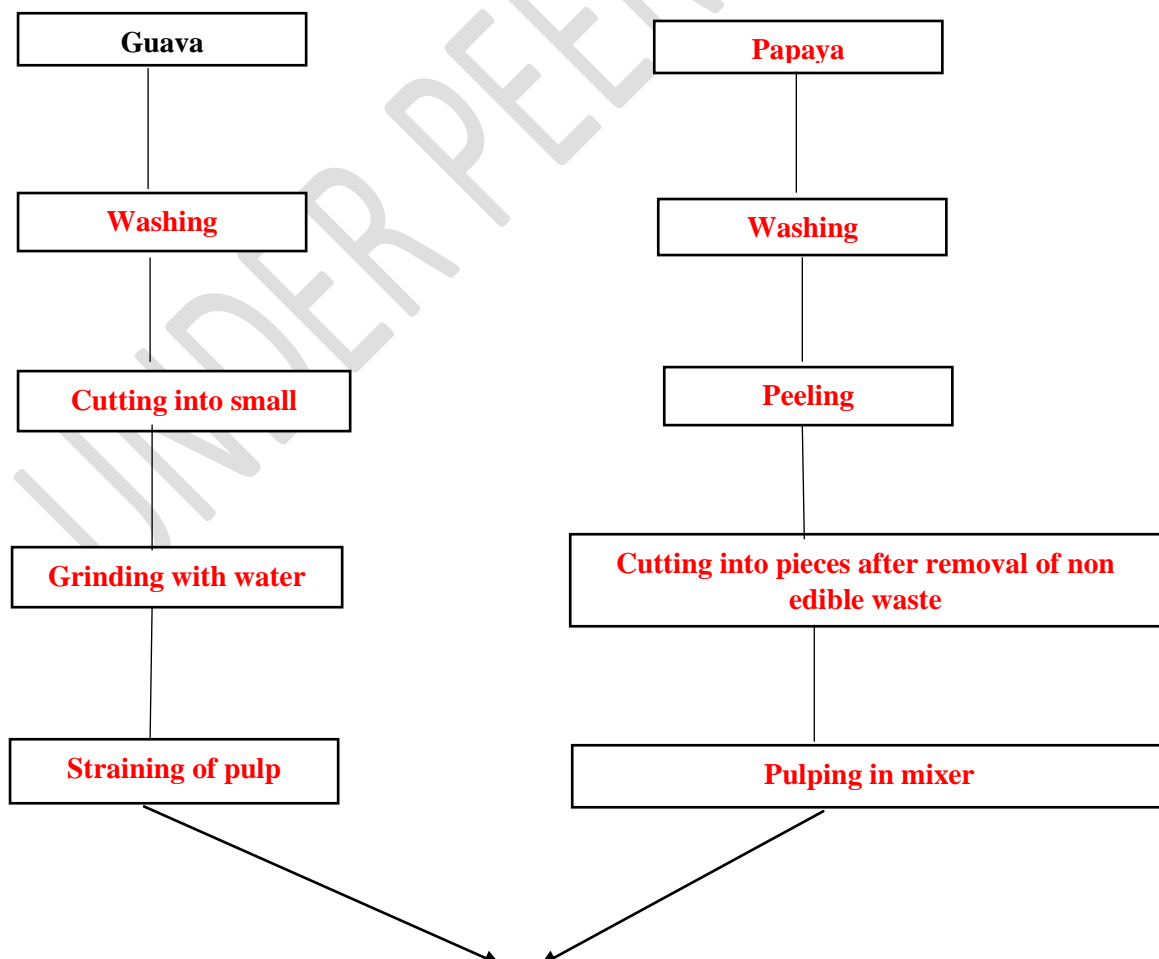 Guava
Papaya
Washing
Washing
Cutting into small
Peeling
Grinding with water
Cutting into pieces after removal of non
edible waste
Straining of pulp
Pulping in mixer
UNDER PEER